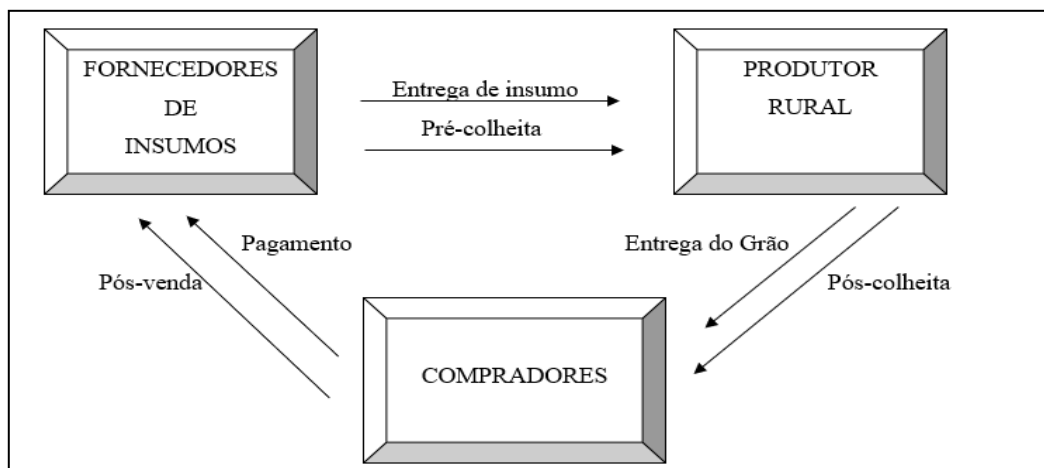 FORNECEDORES
DE
INSUMOS
Entrega de insumo
Pré-colheita
PRODUTOR
RURAL
Pagamento
Pós-venda
Entrega do Grão
Pós-colheita
COMPRADORES